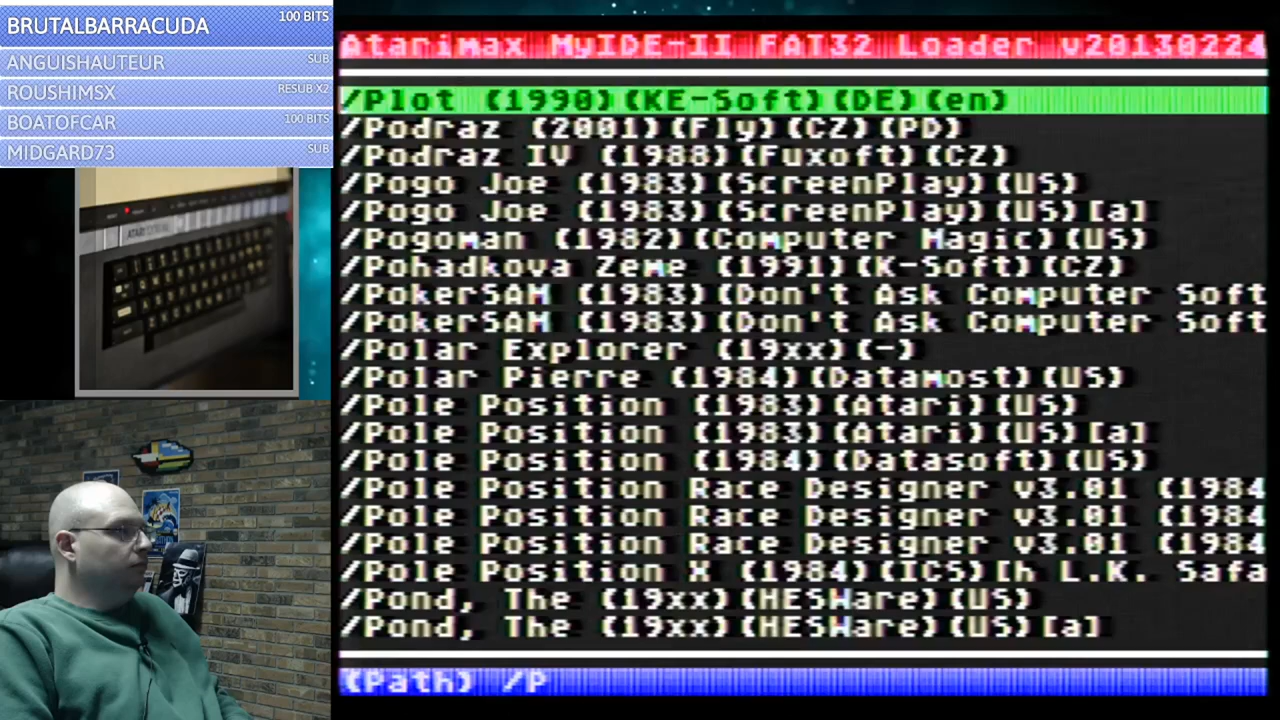 BRUTALBARRACUDA 100 BITS
ANGUISHAUTEUR SUB
ROUSHIMSX RESUB X2
BOATOFCAR 100 BITS
MIDGARD73 SUB
Atarimax MyIDE-II FAT32 Loader v20130224
/Plot (1990)(KE-Soft)(DE)(en)
/Podraz (2001)(Fly)(CZ)(PD)
/Podraz IV (1988)(Fuxoft)(CZ)
/Pogo Joe (1983)(ScreenPlay)(US)
/Pogo Joe (1983)(ScreenPlay)(US)[a]
/Pogoman (1982)(Computer Magic)(US)
/Pohadkova Zeme (1991)(K-Soft)(CZ)
/PokerSAM (1983)(Don't Ask Computer Soft
/PokerSAM (1983)(Don't Ask Computer Soft
/Polar Explorer (19xx)(-)
/Polar Pierre (1984)(Datamost)(US)
/Pole Position (1983)(Atari)(US)
/Pole Position (1983)(Atari)(US)[a]
/Pole Position (1984)(Datasoft)(US)
/Pole Position Race Designer v3.01 (1984
/Pole Position Race Designer v3.01 (1984
/Pole Position Race Designer v3.01 (1984
/Pole Position X (1984)(ICS)[h L.K. Safa
/Pond, The (19xx)(HESWare)(US)
/Pond, The (19xx)(HESWare)(US)[a]
(Path) /P